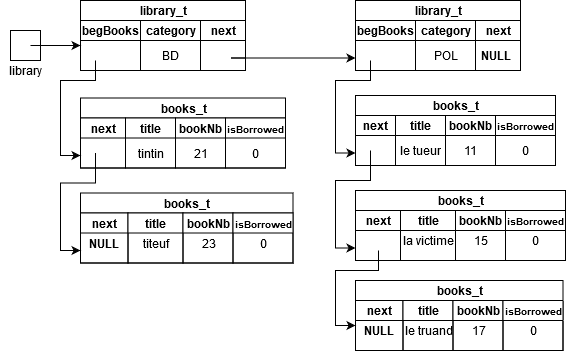 library_t
begBooks category next
BD
library
library_t
begBooks category next
POL NULL
books_t
next title bookNb isBorrowed
tintin 21 0
books_t
next title bookNb isBorrowed
NULL titeuf 23 0
books_t
next title bookNb isBorrowed
le tueur 11 0
books_t
next title bookNb isBorrowed
la victime 15 0
books_t
next title bookNb isBorrowed
NULL le truand 17 0